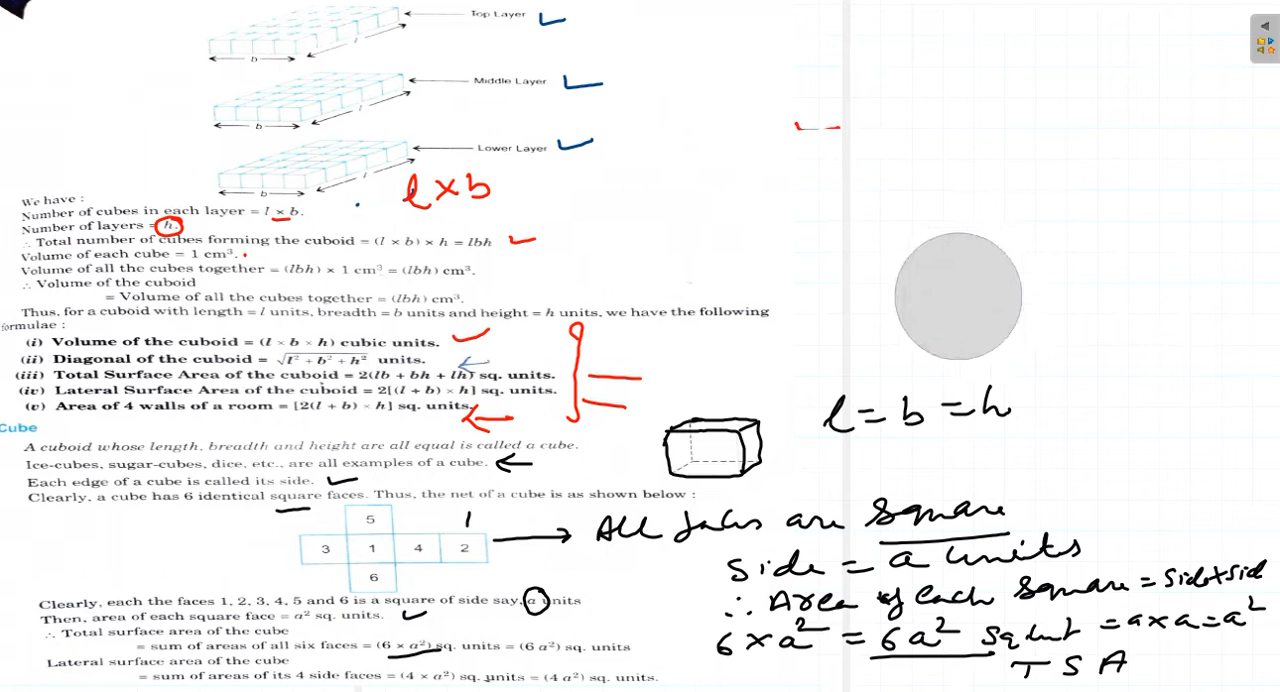 Top Layer
l
b
Middle Layer
l
b
Lower Layer
l
b
l × b
We have :
Number of cubes in each layer = l × b.
Number of layers = h.
∴ Total number of cubes forming the cuboid = (l × b) × h = lbh
Volume of each cube = 1 cm³.
Volume of all the cubes together = (lbh) × 1 cm³ = (lbh) cm³.
∴ Volume of the cuboid
= Volume of all the cubes together = (lbh) cm³.
Thus, for a cuboid with length = l units, breadth = b units and height = h units, we have the following
formulae :
(i) Volume of the cuboid = (l × b × h) cubic units.
(ii) Diagonal of the cuboid = √l² + b² + h² units.
(iii) Total Surface Area of the cuboid = 2(lb + bh + lh) sq. units.
(iv) Lateral Surface Area of the cuboid = 2[(l + b) × h] sq. units.
(v) Area of 4 walls of a room = [2(l + b) × h] sq. units.
l = b = h
Cube
A cuboid whose length, breadth and height are all equal is called a cube.
Ice-cubes, sugar-cubes, dice, etc., are all examples of a cube.
Each edge of a cube is called its side.
Clearly, a cube has 6 identical square faces. Thus, the net of a cube is as shown below :
5
3 1 4 2
6
All faces are square
Side = a units
∴ Area of each square = side × side
= a × a = a²
6 × a² = 6a² sq unit
T S A
Clearly, each the faces 1, 2, 3, 4, 5 and 6 is a square of side say, a units
Then, area of each square face = a² sq. units.
∴ Total surface area of the cube
= sum of areas of all six faces = (6 × a²) sq. units = (6 a²) sq. units
Lateral surface area of the cube
= sum of areas of its 4 side faces = (4 × a²) sq. units = (4 a²) sq. units.